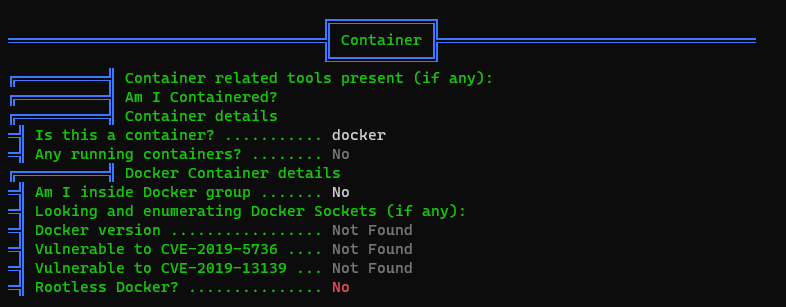 Container
Container related tools present (if any):
Am I Containered?
Container details
Is this a container? ........... docker
Any running containers? ........ No
Docker Container details
Am I inside Docker group ....... No
Looking and enumerating Docker Sockets (if any):
Docker version ................. Not Found
Vulnerable to CVE-2019-5736 .... Not Found
Vulnerable to CVE-2019-13139 ... Not Found
Rootless Docker? ............... No